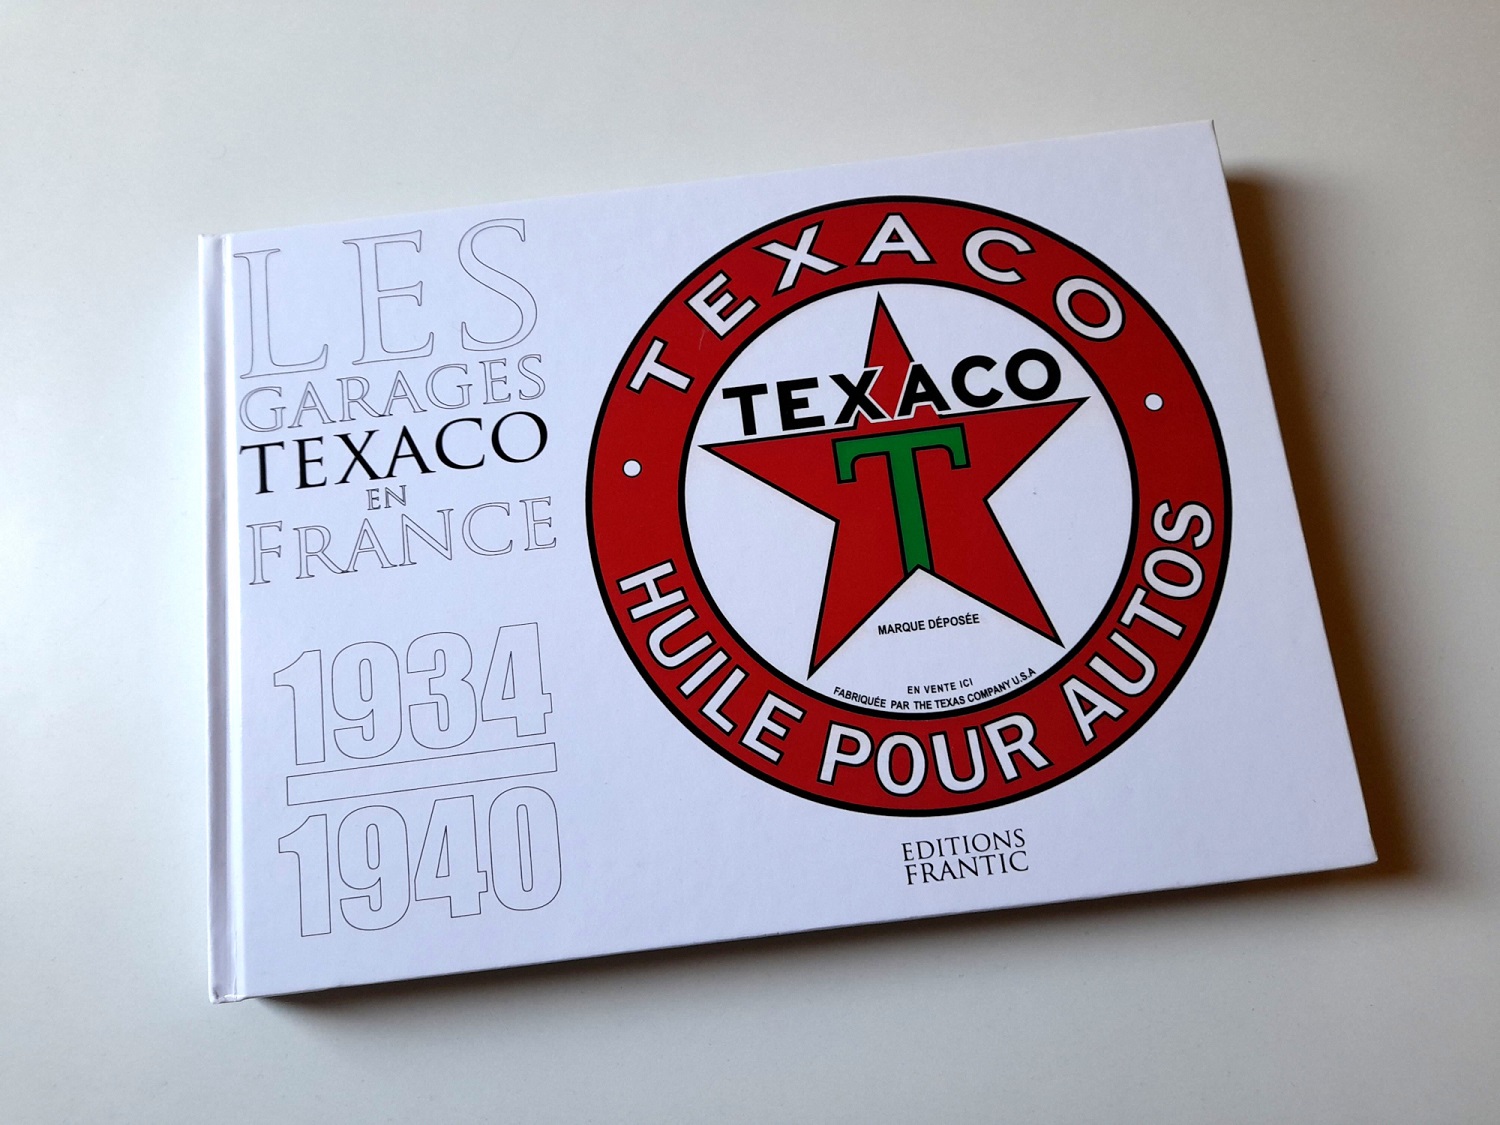 LES
GARAGES
TEXACO
EN
FRANCE
1934
1940
TEXACO
TEXACO
T
MARQUE DÉPOSÉE
EN VENTE ICI
FABRIQUÉE PAR THE TEXAS COMPANY U.S.A
HUILE POUR AUTOS
EDITIONS
FRANTIC